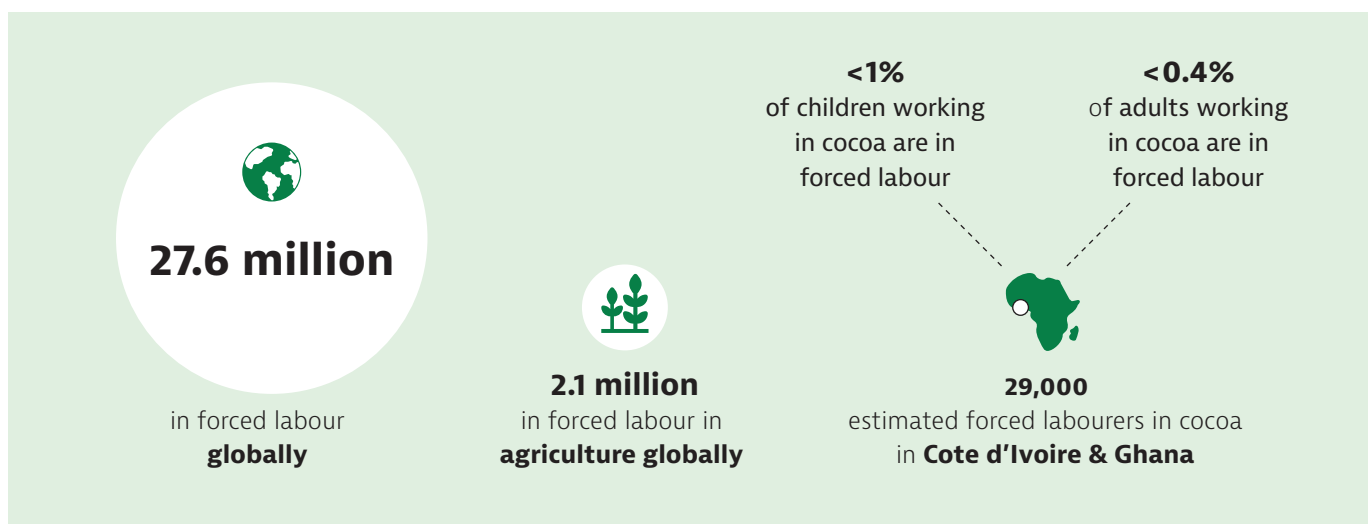 27.6 million
in forced labour
globally
2.1 million
in forced labour in
agriculture globally
<1%
of children working
in cocoa are in
forced labour
<0.4%
of adults working
in cocoa are in
forced labour
29,000
estimated forced labourers in cocoa
in Cote d'Ivoire & Ghana